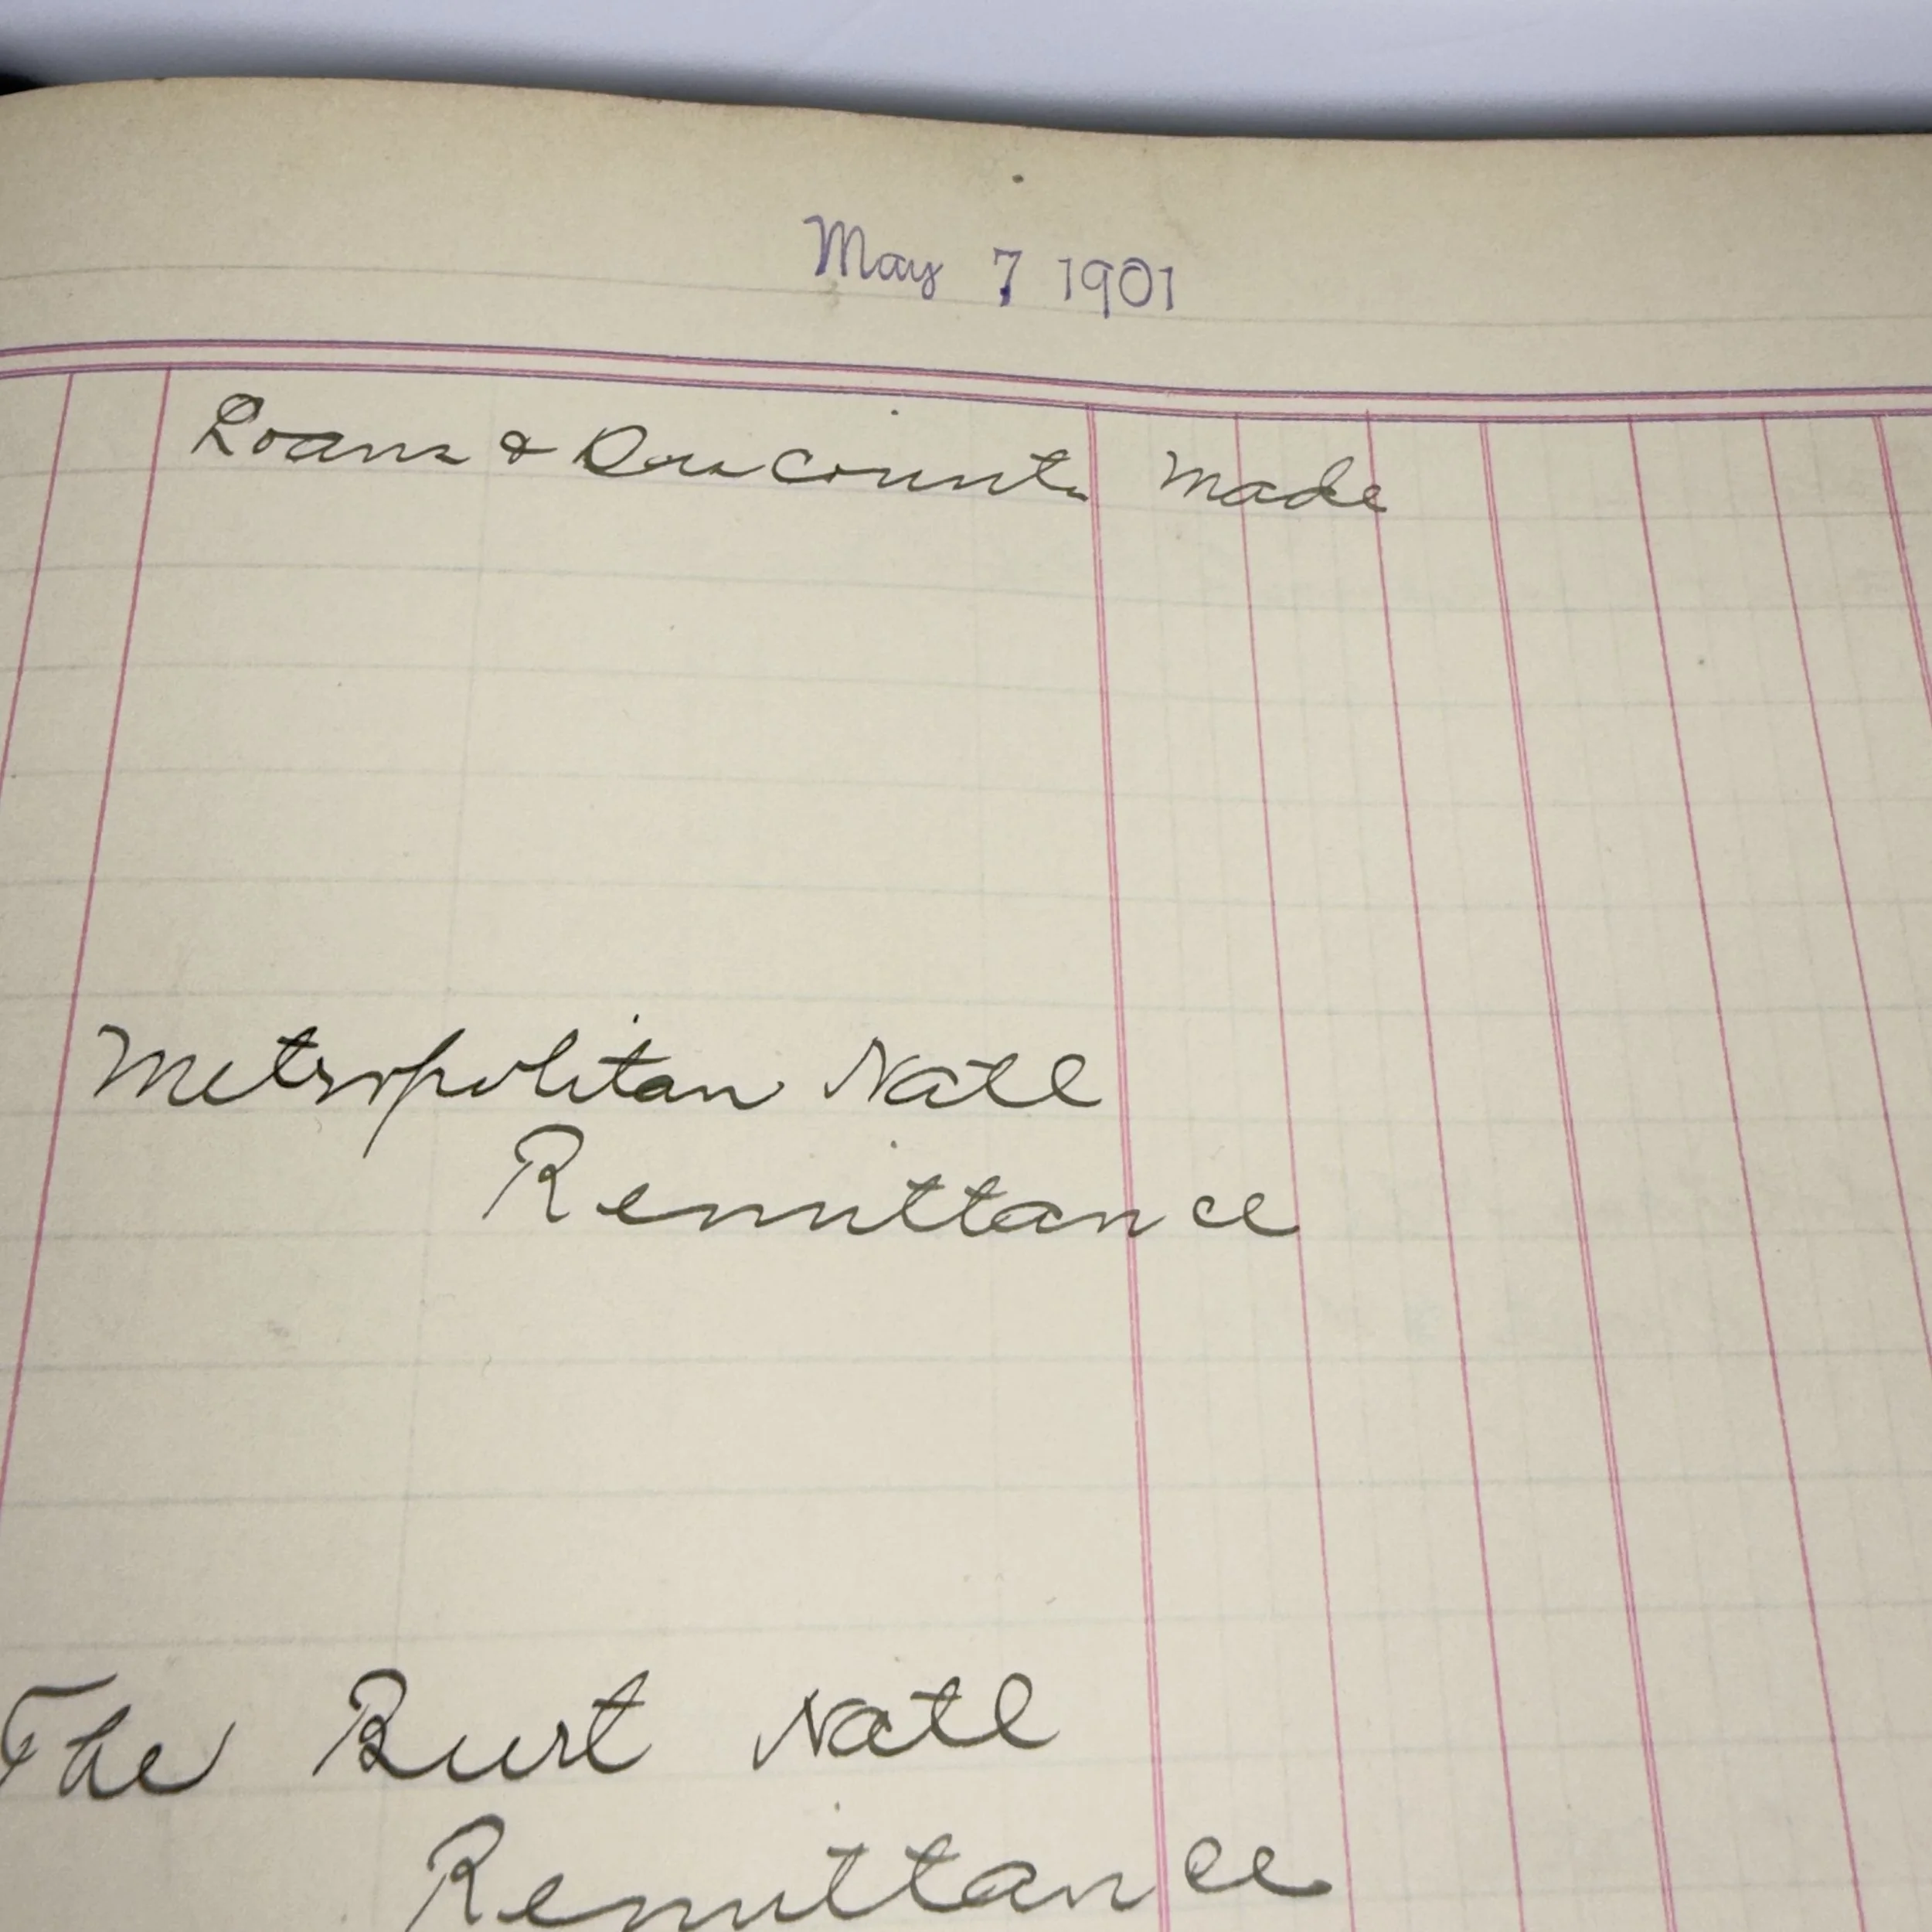 May 7 1901
Loans & Discounts Made
Metropolitan Natl
Remittance
The Burt Natl
Remittance